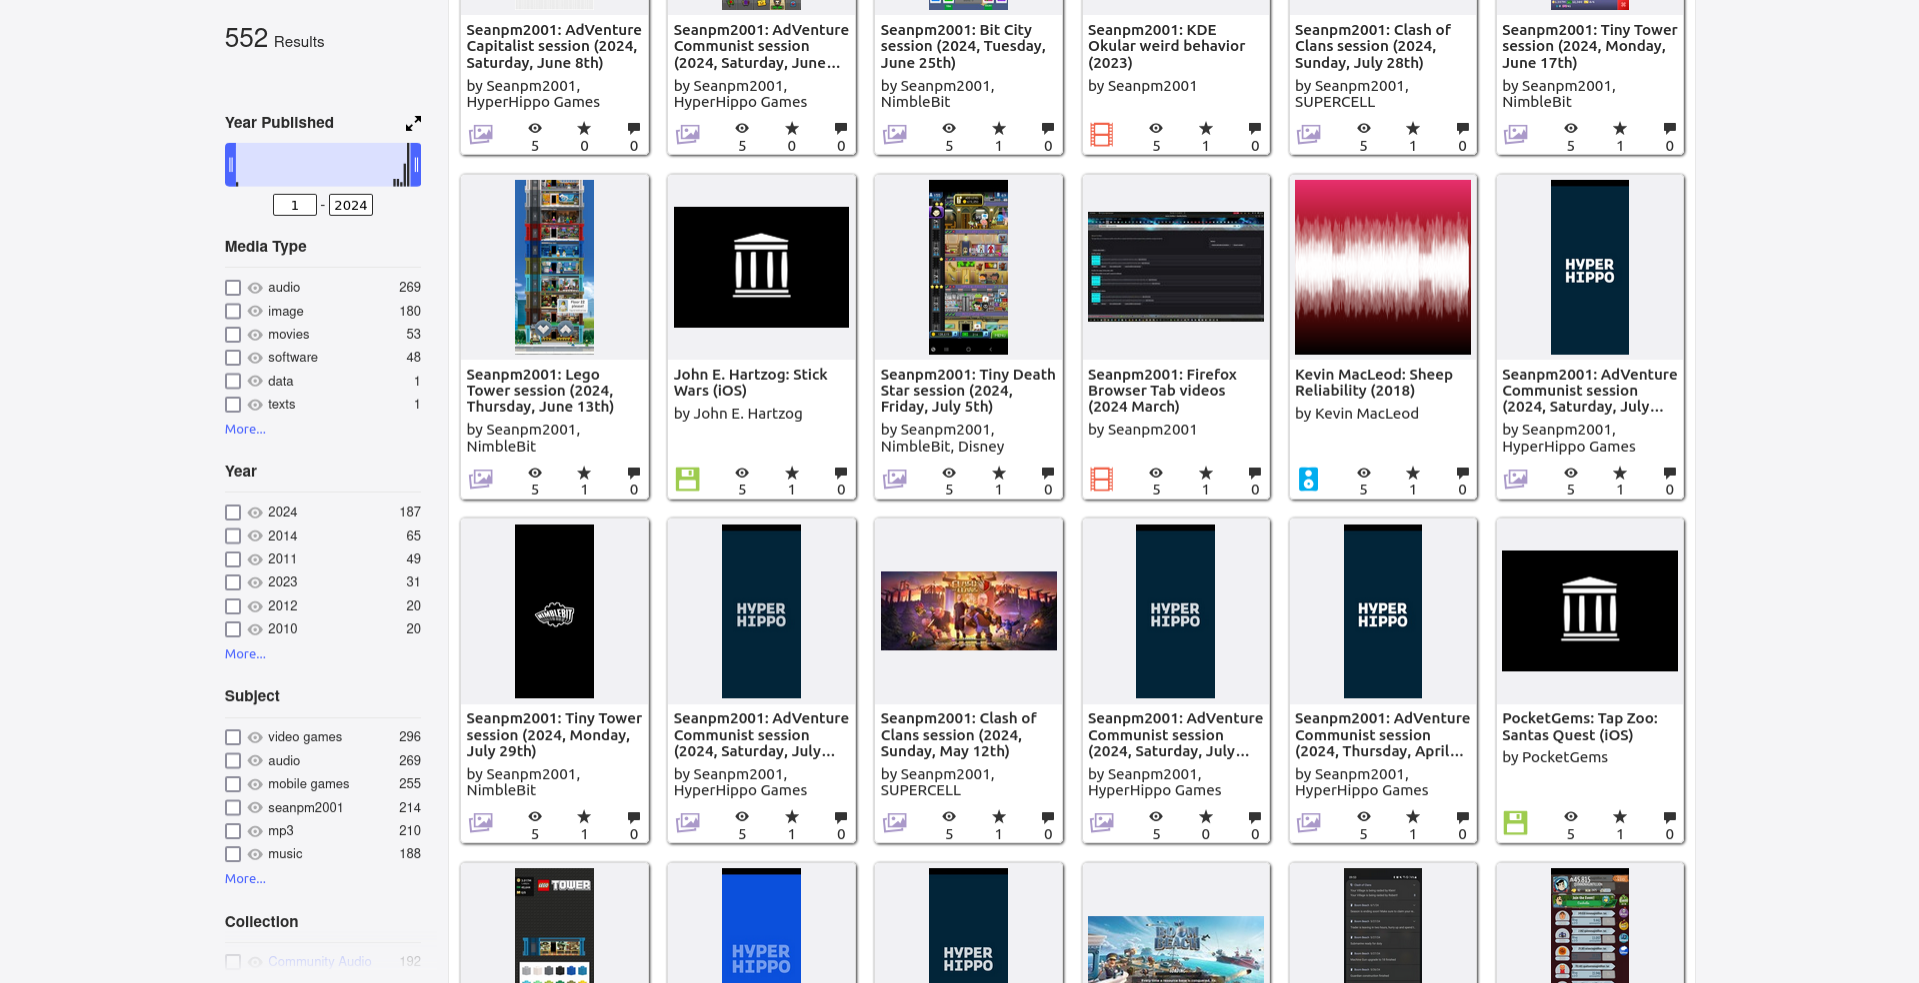 552 Results
Year Published
1 - 2024
Media Type
audio 269
image 180
movies 53
software 48
data 1
texts 1
More...
Year
2024 187
2014 65
2011 49
2023 31
2012 20
2010 20
More...
Subject
video games 296
audio 269
mobile games 255
seanpm2001 214
mp3 210
music 188
More...
Collection
Community Audio 192
Seanpm2001: AdVenture
Capitalist session (2024,
Saturday, June 8th)
by Seanpm2001,
HyperHippo Games
5 0 0
Seanpm2001: AdVenture
Communist session
(2024, Saturday, June...
by Seanpm2001,
HyperHippo Games
5 0 0
Seanpm2001: Bit City
session (2024, Tuesday,
June 25th)
by Seanpm2001,
NimbleBit
5 1 0
Seanpm2001: KDE
Okular weird behavior
(2023)
by Seanpm2001
5 1 0
Seanpm2001: Clash of
Clans session (2024,
Sunday, July 28th)
by Seanpm2001,
SUPERCELL
5 1 0
Seanpm2001: Tiny Tower
session (2024, Monday,
June 17th)
by Seanpm2001,
NimbleBit
5 1 0
Seanpm2001: Lego
Tower session (2024,
Thursday, June 13th)
by Seanpm2001,
NimbleBit
5 1 0
John E. Hartzog: Stick
Wars (iOS)
by John E. Hartzog
5 1 0
Seanpm2001: Tiny Death
Star session (2024,
Friday, July 5th)
by Seanpm2001,
NimbleBit, Disney
5 1 0
Seanpm2001: Firefox
Browser Tab videos
(2024 March)
by Seanpm2001
5 1 0
Kevin MacLeod: Sheep
Reliability (2018)
by Kevin MacLeod
5 1 0
HYPER
HIPPO
Seanpm2001: AdVenture
Communist session
(2024, Saturday, July...
by Seanpm2001,
HyperHippo Games
5 1 0
NIMBLEBIT
Seanpm2001: Tiny Tower
session (2024, Monday,
July 29th)
by Seanpm2001,
NimbleBit
5 1 0
HYPER
HIPPO
Seanpm2001: AdVenture
Communist session
(2024, Saturday, July...
by Seanpm2001,
HyperHippo Games
5 1 0
Seanpm2001: Clash of
Clans session (2024,
Sunday, May 12th)
by Seanpm2001,
SUPERCELL
5 1 0
HYPER
HIPPO
Seanpm2001: AdVenture
Communist session
(2024, Saturday, July...
by Seanpm2001,
HyperHippo Games
5 0 0
HYPER
HIPPO
Seanpm2001: AdVenture
Communist session
(2024, Thursday, April...
by Seanpm2001,
HyperHippo Games
5 1 0
PocketGems: Tap Zoo:
Santas Quest (iOS)
by PocketGems
5 1 0
LEGO TOWER
HYPER
HIPPO
HYPER
HIPPO
BOOM
BEACH
45,815